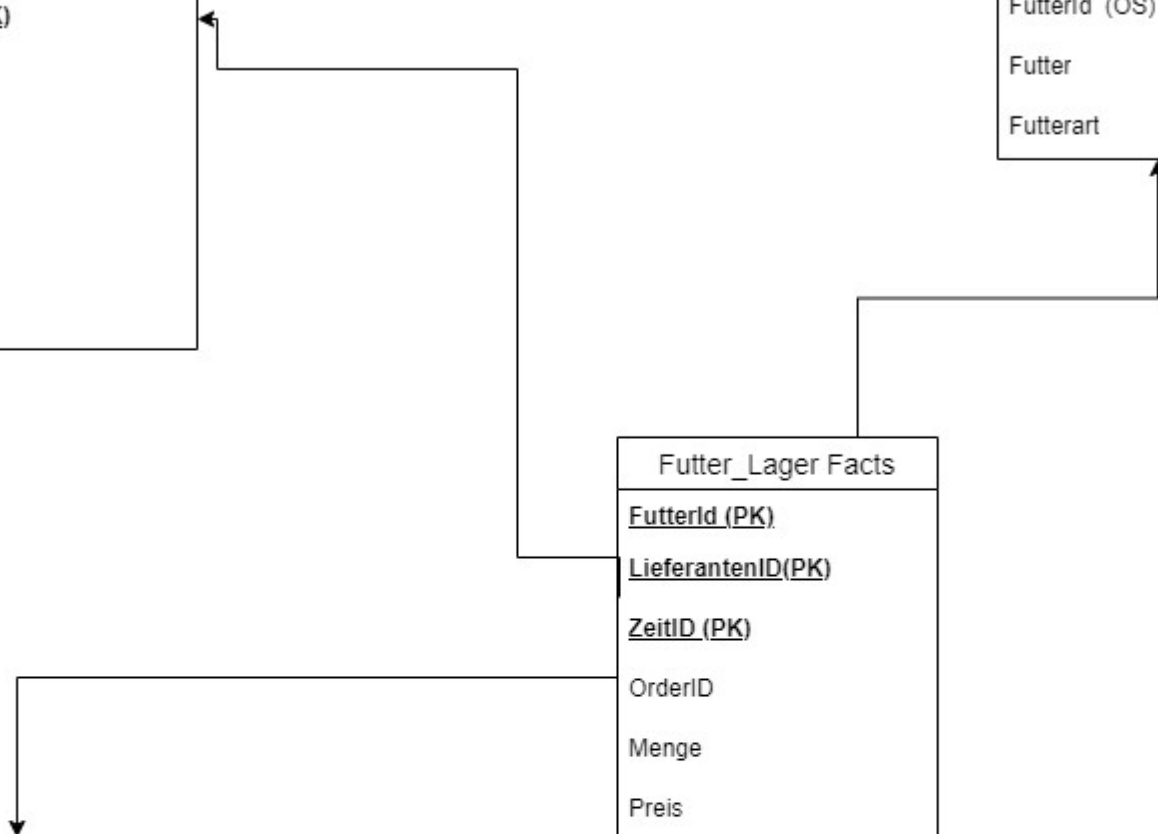 FutterId (OS)
Futter
Futterart
Futter_Lager Facts
FutterId (PK)
LieferantenID(PK)
ZeitID (PK)
OrderID
Menge
Preis